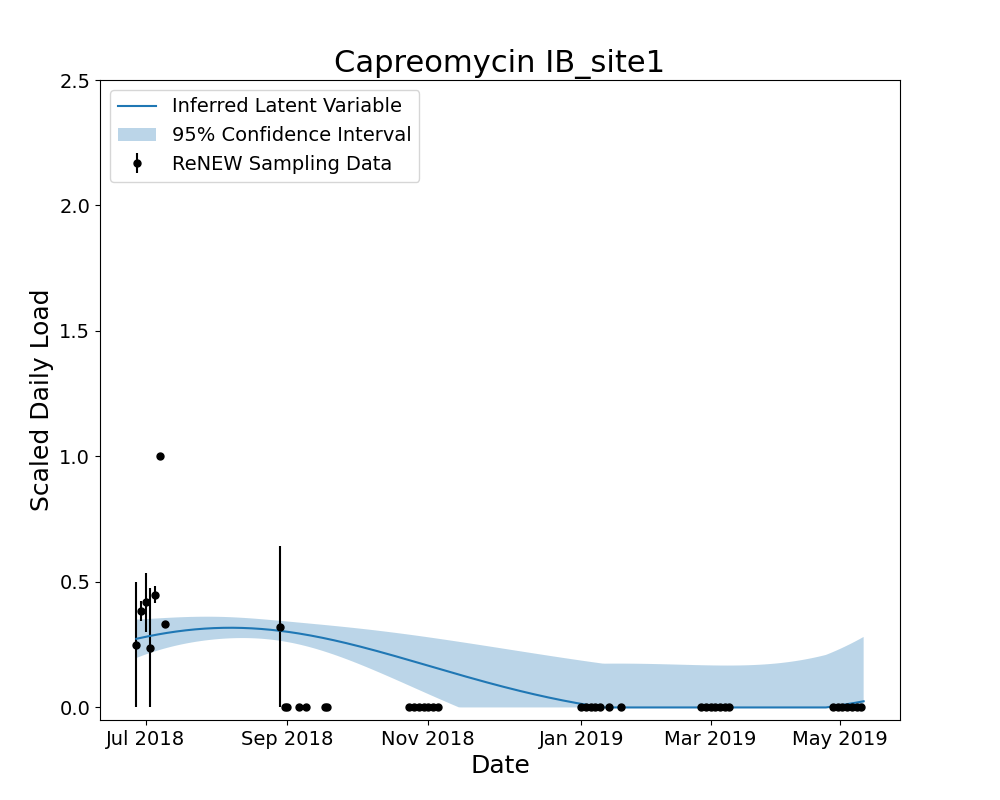 Capreomycin IB_site1
Inferred Latent Variable
95% Confidence Interval
ReNEW Sampling Data
Scaled Daily Load
2.5
2.0
1.5
1.0
0.5
0.0
Jul 2018 Sep 2018 Nov 2018 Jan 2019 Mar 2019 May 2019
Date